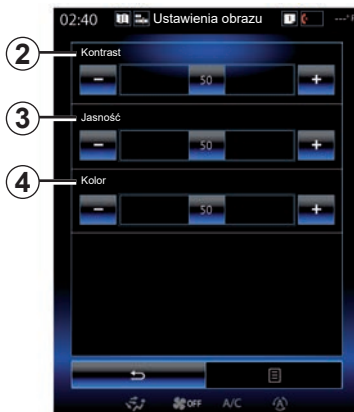 02:40 Ustawienia obrazu ---°F
2 Kontrast
- 50 +
3 Jasność
- 50 +
4 Kolor
- 50 +
OFF A/C A